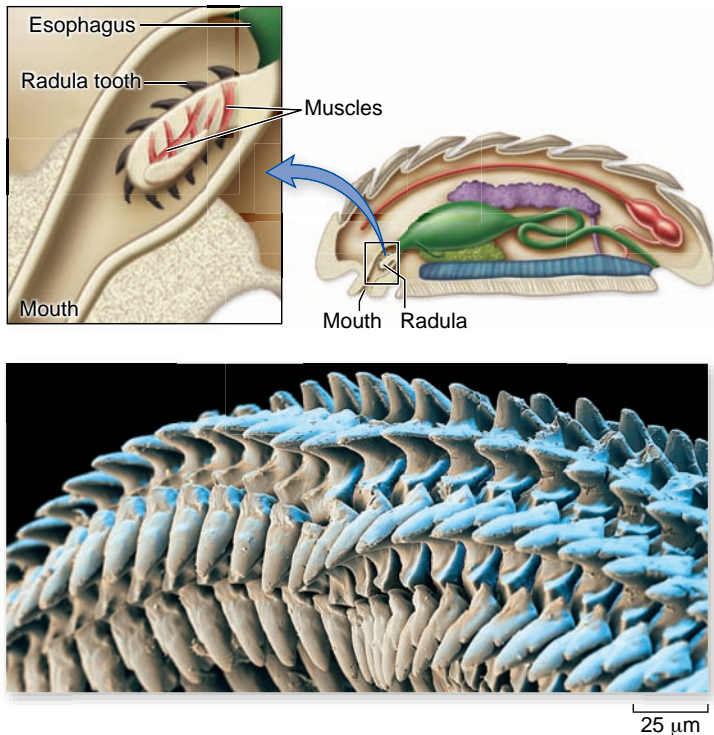 Esophagus
Radula tooth
Muscles
Mouth
Mouth Radula
25 μm